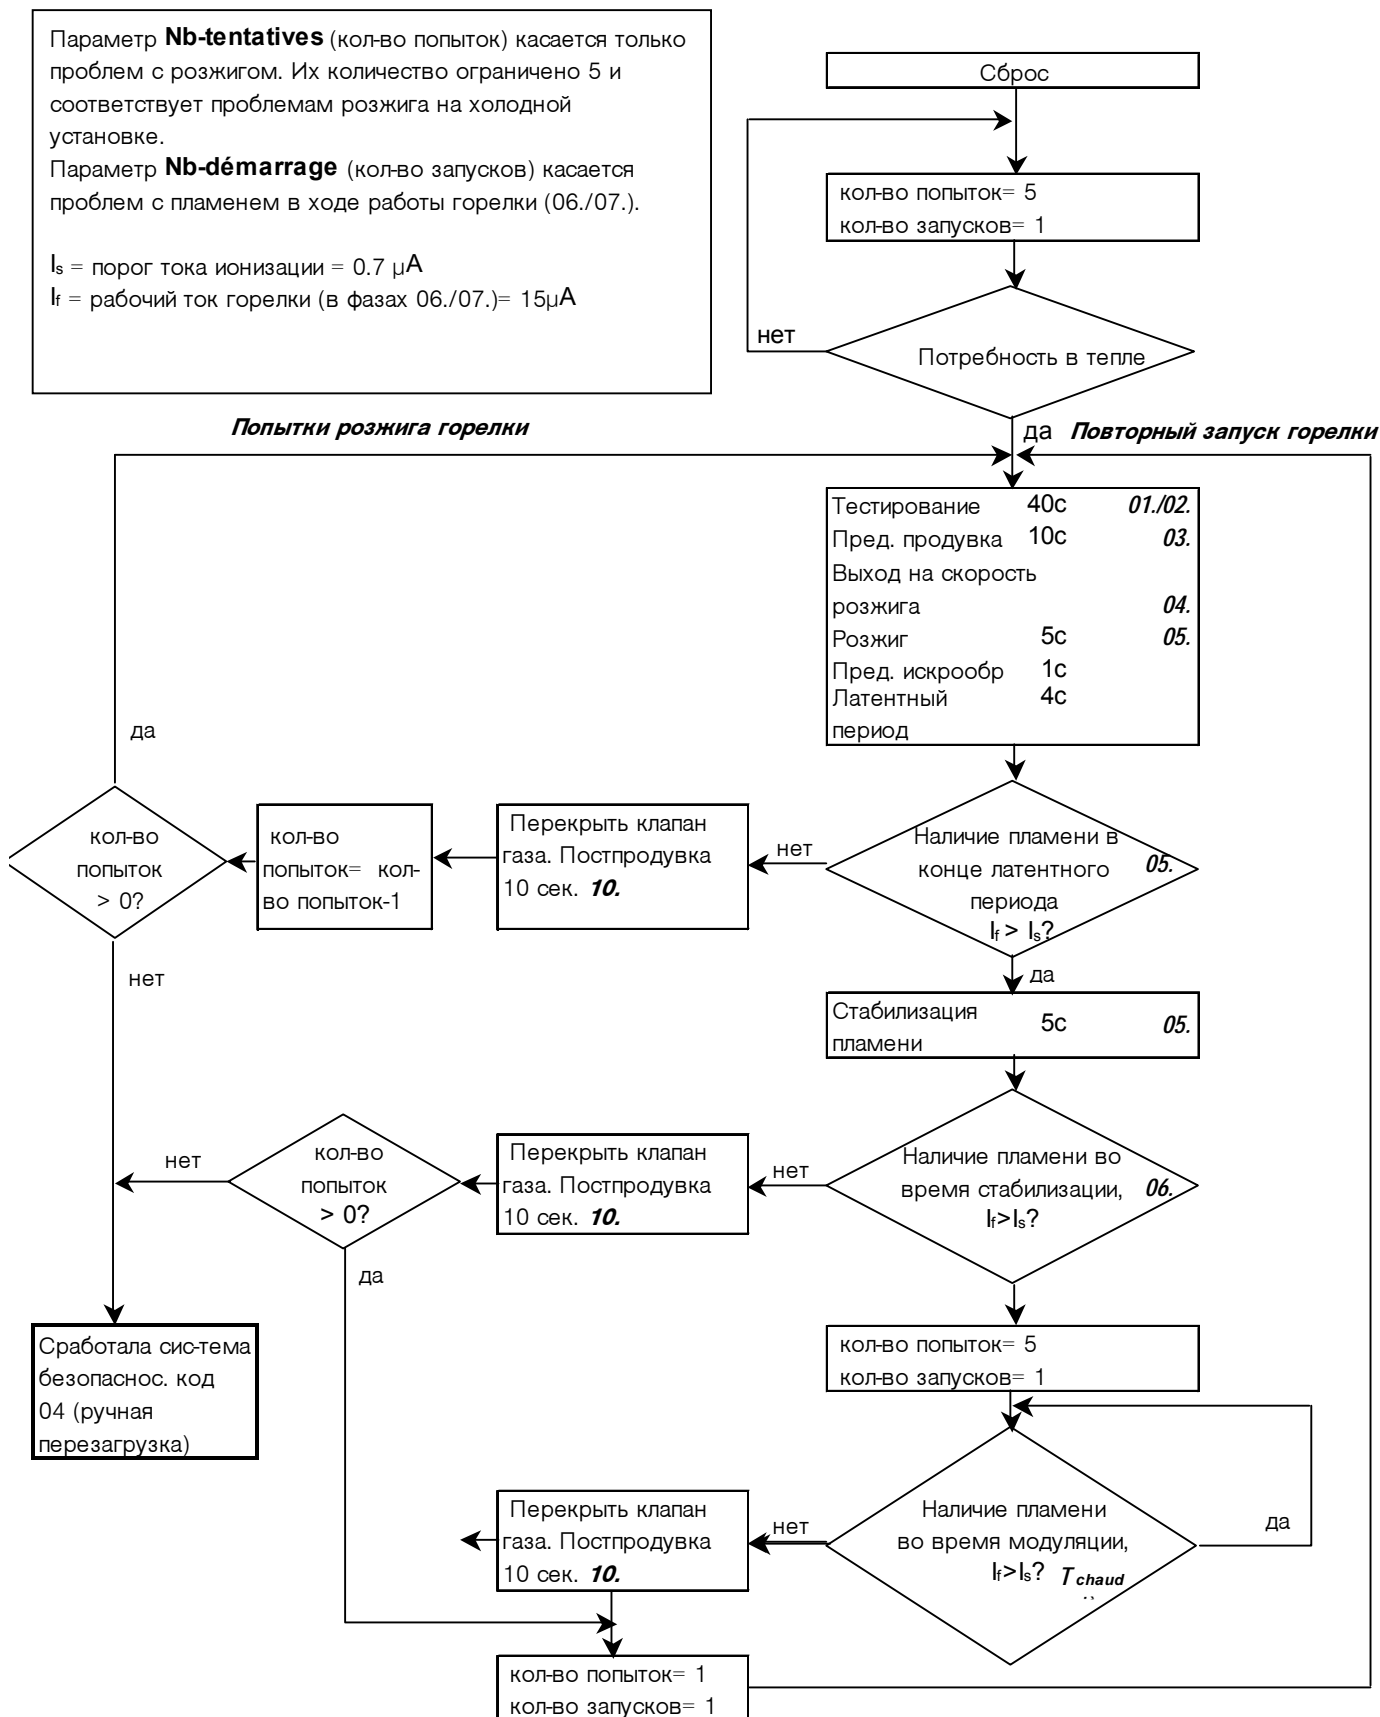 Параметр Nb-tentatives (кол-во попыток) касается только
проблем с розжигом. Их количество ограничено 5 и
соответствует проблемам розжига на холодной
установке.
Параметр Nb-démarrage (кол-во запусков) касается
проблем с пламенем в ходе работы горелки (06./07.).
Is = порог тока ионизации = 0.7 µA
If = рабочий ток горелки (в фазах 06./07.)= 15µA
Сброс
кол-во попыток= 5
кол-во запусков= 1
нет
Потребность в тепле
Попытки розжига горелки
да
Повторный запуск горелки
Тестирование 40с 01./02.
Пред. продувка 10с 03.
Выход на скорость
розжига 04.
Розжиг 5с 05.
Пред. искрообр 1с
Латентный 4с
период
да
кол-во
попыток
> 0?
кол-во
попыток= кол-
во попыток-1
Перекрыть клапан
газа. Постпродувка
10 сек. 10.
нет
Наличие пламени в
конце латентного 05.
периода
If > Is?
нет
да
Стабилизация
пламени 5с 05.
нет
кол-во
попыток
> 0?
Перекрыть клапан
газа. Постпродувка
10 сек. 10.
нет
Наличие пламени во
время стабилизации, 06.
If>Is?
да
Сработала сис-тема
безопаснос. код
04 (ручная
перезагрузка)
кол-во попыток= 5
кол-во запусков= 1
Перекрыть клапан
газа. Постпродувка
10 сек. 10.
нет
Наличие пламени
во время модуляции,
If>Is? T chaud
да
кол-во попыток= 1
кол-во запусков= 1